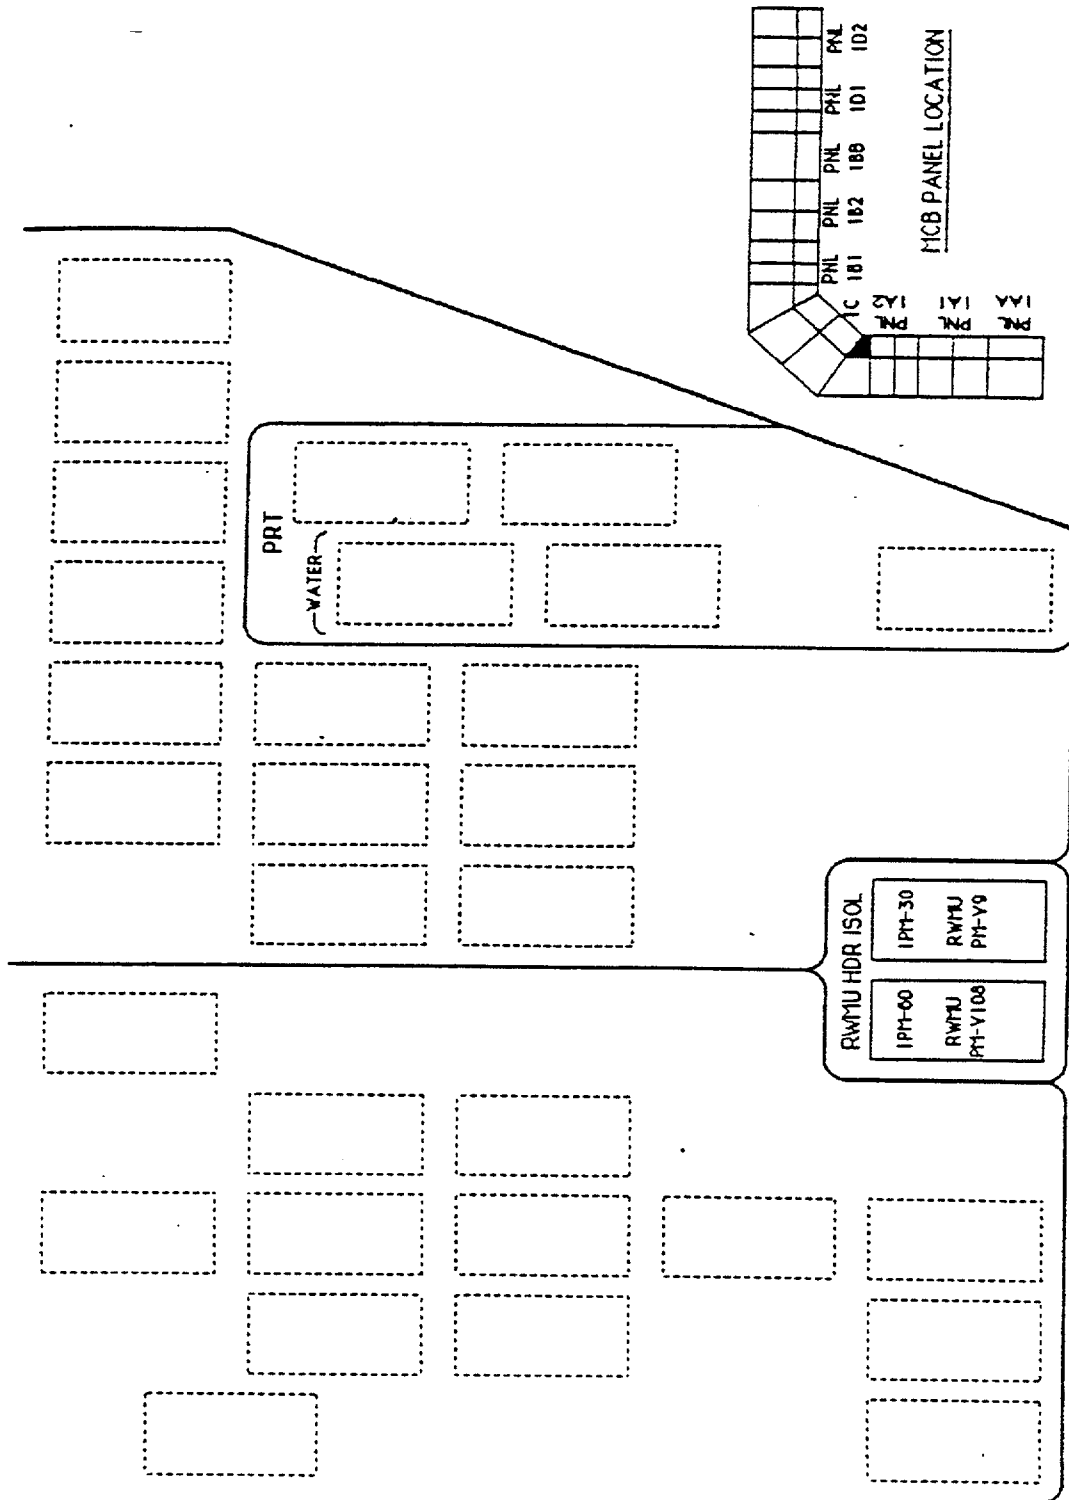 PRT
WATER
RWMU HDR ISOL
1PM-60
RWMU
PM-V108
1PM-30
RWMU
PM-V9
PNL 1AA
PNL 1A1
PNL 1A2
1C
PNL 1B1
PNL 1B2
PNL 1BB
PNL 1D1
PNL 1D2
MCB PANEL LOCATION